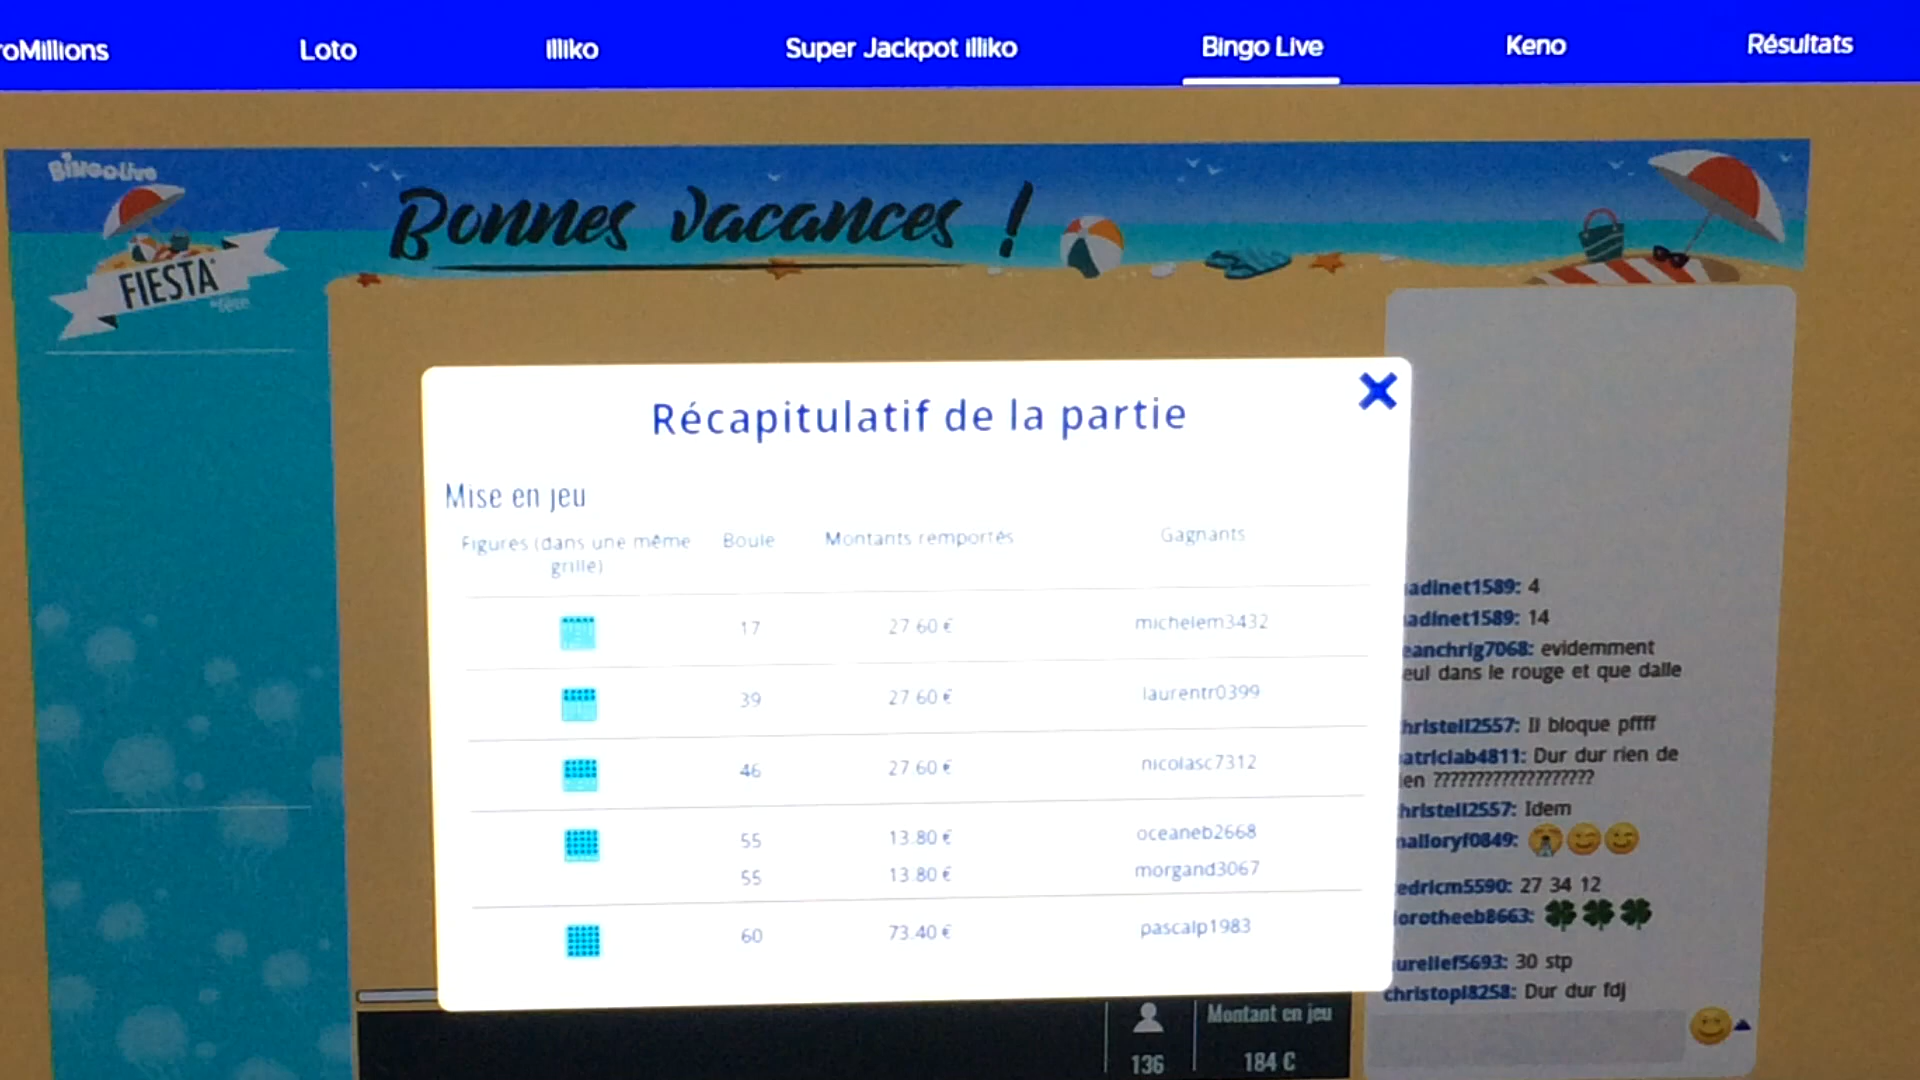 oMillions
Loto
illiko
Super Jackpot illiko
Bingo Live
Keno
Résultats
BiNGOLive
FIESTA
Bonnes vacances !
Récapitulatif de la partie
Mise en jeu
Figures (dans une même grille)
Boule
Montants remportés
Gagnants
17 27.60 € michelem3432
39 27.60 € laurentr0399
46 27.60 € nicolasc7312
55 13.80 € oceaneb2668
55 13.80 € morgand3067
60 73.40 € pascalp1983
adinet1589: 4
adinet1589: 14
eanchrig7068: evidemment
eul dans le rouge et que dalle
hristell2557: Il bloque pffff
atriciab4811: Dur dur rien de
en ???????????????????
hristell2557: Idem
alloryf0849: 😭😊😊
edricm5590: 27 34 12
orotheeb8663: 🍀🍀🍀
urelief5693: 30 stp
christopl8258: Dur dur fdj
136
Montant en jeu
184 €